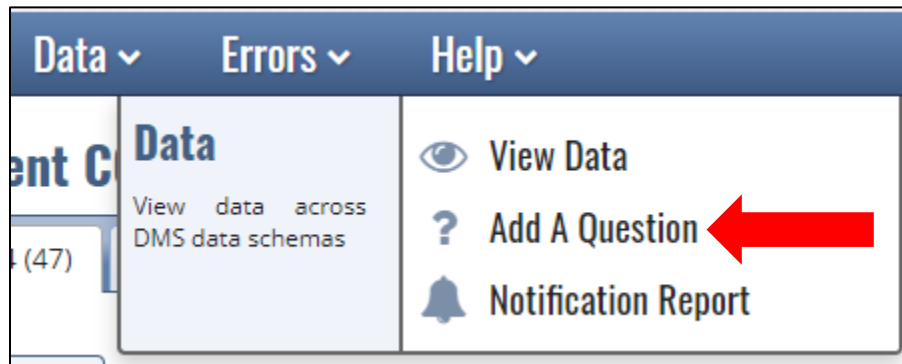 Data Errors Help
ent C
Data
View data across
DMS data schemas
(47)
View Data
? Add A Question
Notification Report